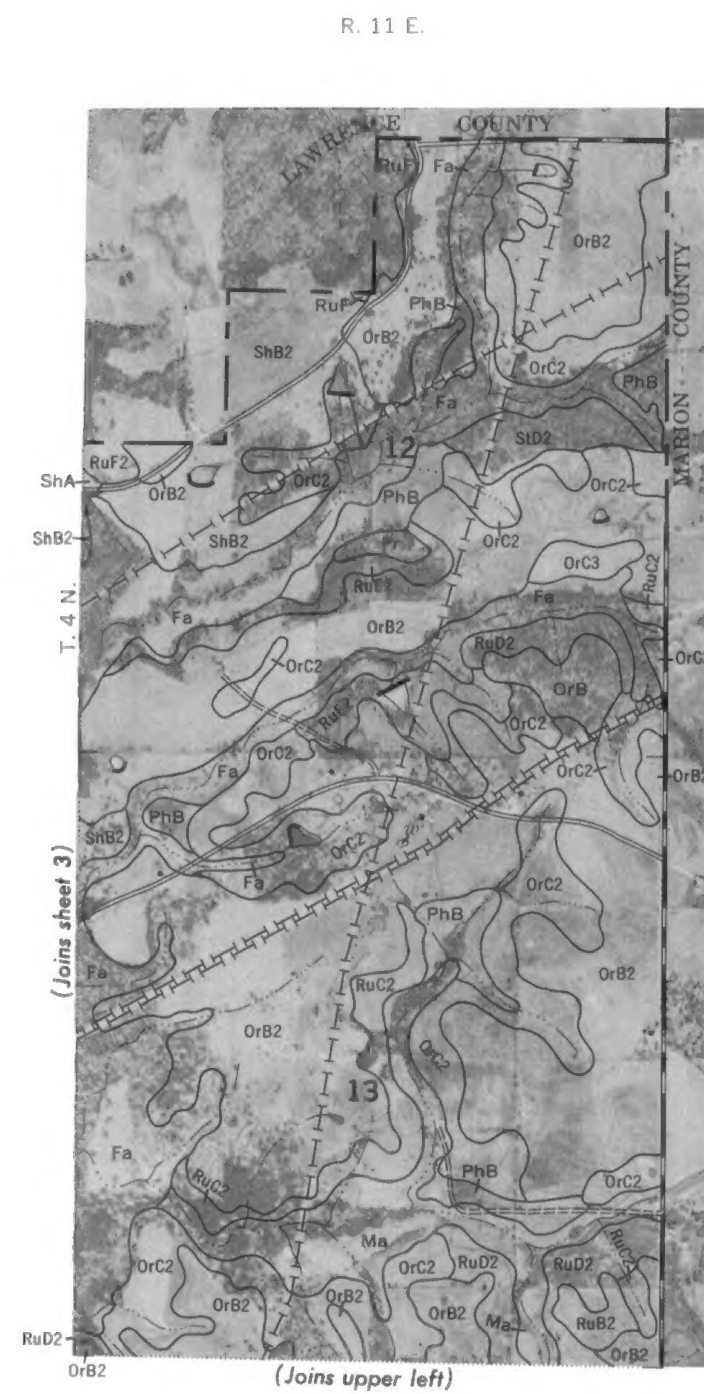 R. 11 E.
LAWRENCE COUNTY
RuF Fa
OrB2
MARION COUNTY
RuF PhB
OrB2
ShB2
OrC2
PhB
Fa
12 StD2
RuF2
ShA OrB2 OrC2 OrC2
PhB
ShB2 ShB2 OrC2
Pr OrC3
RuC2
T. 4 N.
Fa Fa
OrB2
RuD2
OrC2 OrC2
OrB
OrC2
OrC2 Fa OrC2
OrB2
PhB
ShB2 OrC2
Fa OrC2
(Joins sheet 3)
PhB
Fa OrB2
RuC2
OrB2
OrC2
13
Fa
RuC2 PhB OrC2
Ma RuC2
OrC2 OrC2 RuD2 RuD2
OrB2 OrB2 OrB2 RuB2
Ma
RuD2 OrB2
OrB2
(Joins upper left)